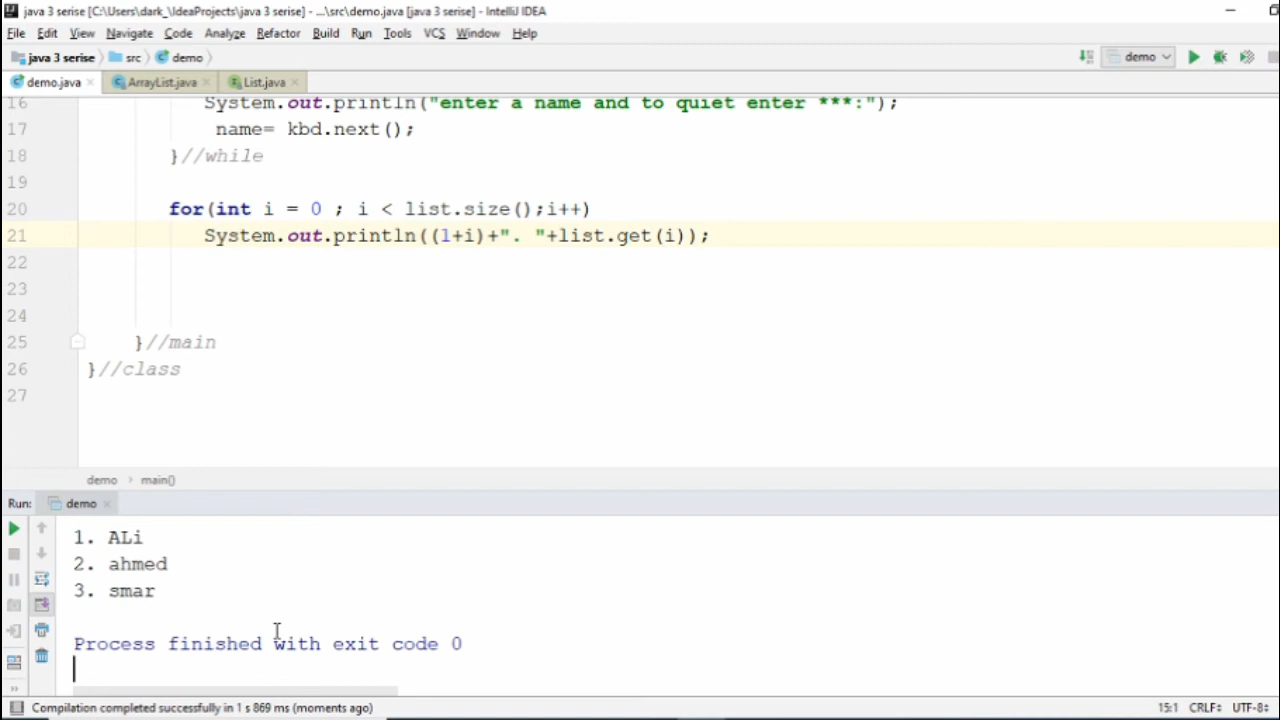 java 3 serise [C:\Users\dark_\IdeaProjects\java 3 serise] - ...\src\demo.java [java 3 serise] - IntelliJ IDEA
File Edit View Navigate Code Analyze Refactor Build Run Tools VCS Window Help
java 3 serise src demo demo
demo.java ArrayList.java List.java
16 System.out.println("enter a name and to quiet enter ***:");
17 name= kbd.next();
18 }//while
19
20 for(int i = 0 ; i < list.size();i++)
21 System.out.println((1+i)+". "+list.get(i));
22
23
24
25 }//main
26 }//class
27
demo > main()
Run: demo
1. ALi
2. ahmed
3. smar
Process finished with exit code 0
Compilation completed successfully in 1 s 869 ms (moments ago) 15:1 CRLF UTF-8